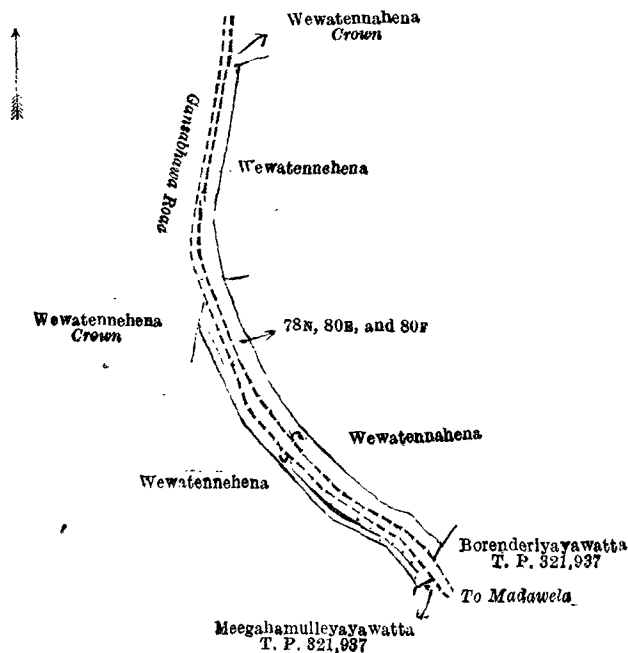 Wewatennahena
Crown
Gansabhawa Road
Wewatennehena
Wewatennehena
Crown
78N, 80E, and 80F
Wewatennahena
Wewatennehena
Borenderiyayawatta
T. P. 321,937
To Madawela
Meegahamulleyayawatta
T. P. 321,937